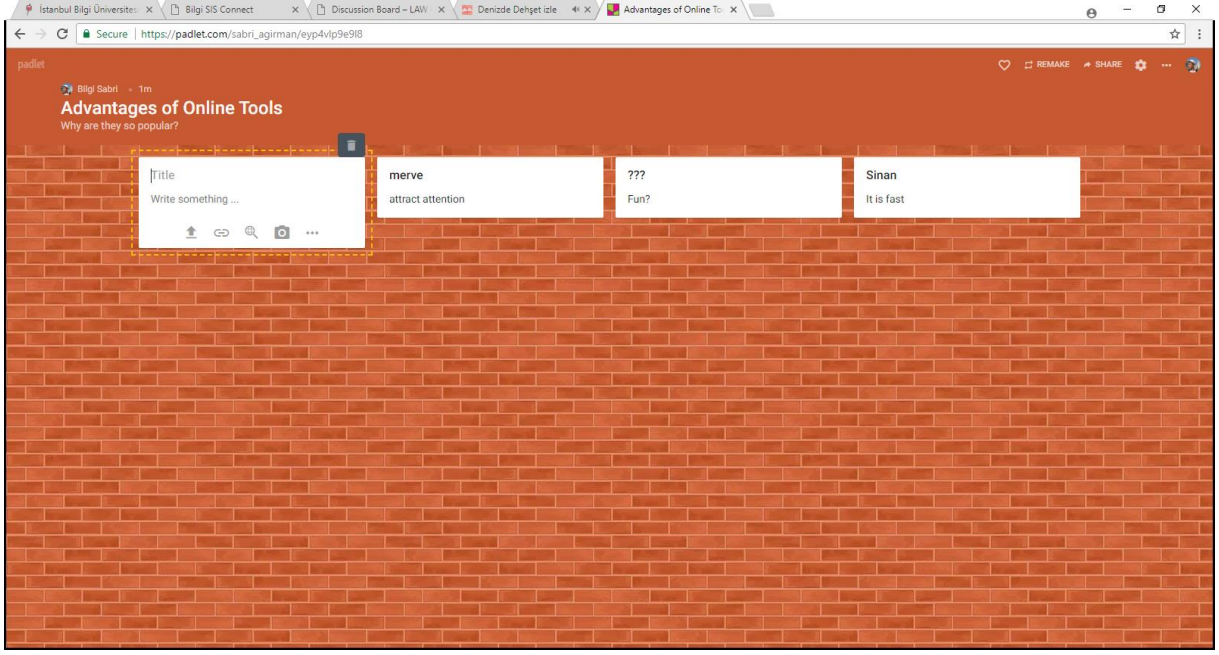 İstanbul Bilgi Üniversites
Bilgi SIS Connect
Discussion Board – LAW
Denizde Dehşet izle
Advantages of Online To
Secure
https://padlet.com/sabri_agirman/eyp4vlp9e9l8
padlet
REMAKE
SHARE
Bilgi Sabri
1m
Advantages of Online Tools
Why are they so popular?
Title
Write something ...
merve
attract attention
???
Fun?
Sinan
It is fast